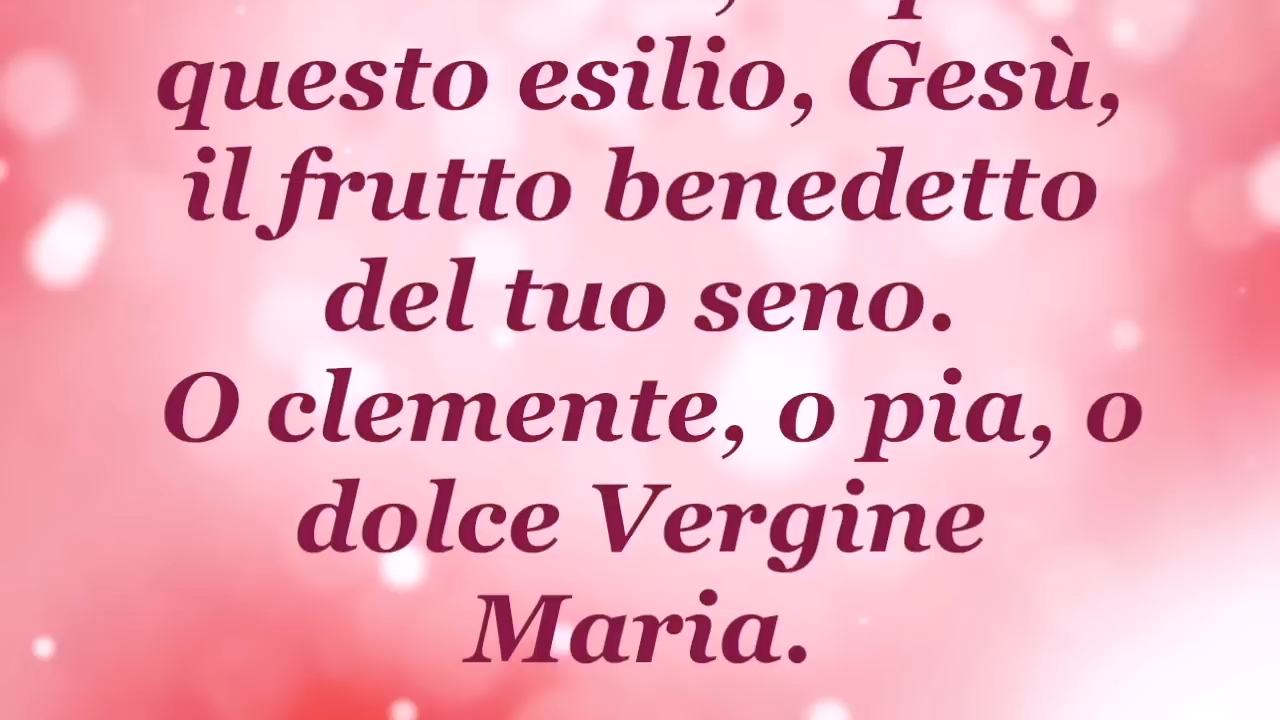 questo esilio, Gesù,
il frutto benedetto
del tuo seno.
O clemente, o pia, o
dolce Vergine
Maria.